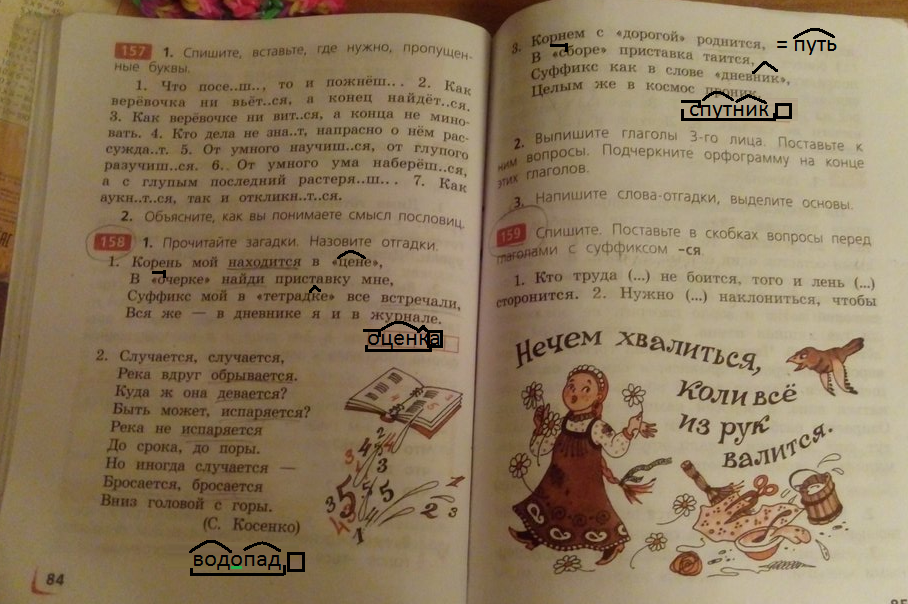 157 1. Спишите, вставьте, где нужно, пропущен-
ные буквы.
1. Что посе..ш.., то и пожнёш.. . 2. Как
верёвочка ни вьёт..ся, а конец найдёт..ся.
3. Как верёвочке ни вит..ся, а конца не мино-
вать. 4. Кто дела не зна..т, напрасно о нём рас-
сужда..т. 5. От умного научиш..ся, от глупого
разучиш..ся. 6. От умного ума наберёш..ся,
а с глупым последний растеря..ш.. . 7. Как
аукн..т..ся, так и откликн..т..ся.
2. Объясните, как вы понимаете смысл пословиц.
158 1. Прочитайте загадки. Назовите отгадки.
1. Корень мой находится в «цене»,
В «очерке» найди приставку мне,
Суффикс мой в «тетрадке» все встречали,
Вся же — в дневнике я и в журнале.
оценка
2. Случается, случается,
Река вдруг обрывается.
Куда ж она девается?
Быть может, испаряется?
Река не испаряется
До срока, до поры.
Но иногда случается —
Бросается, бросается
Вниз головой с горы.
(С. Косенко)
водопад
84
3. Корнем с «дорогой» роднится, = путь
В «сборе» приставка таится,
Суффикс как в слове «дневник»,
Целым же в космос проник.
спутник
2. Выпишите глаголы 3-го лица. Поставьте к
ним вопросы. Подчеркните орфограмму на конце
этих глаголов.
3. Напишите слова-отгадки, выделите основы.
159 Спишите. Поставьте в скобках вопросы перед
глаголами с суффиксом -ся.
1. Кто труда (...) не боится, того и лень (...)
сторонится. 2. Нужно (...) наклониться, чтобы
Нечем хвалиться,
коли всё
из рук
валится.